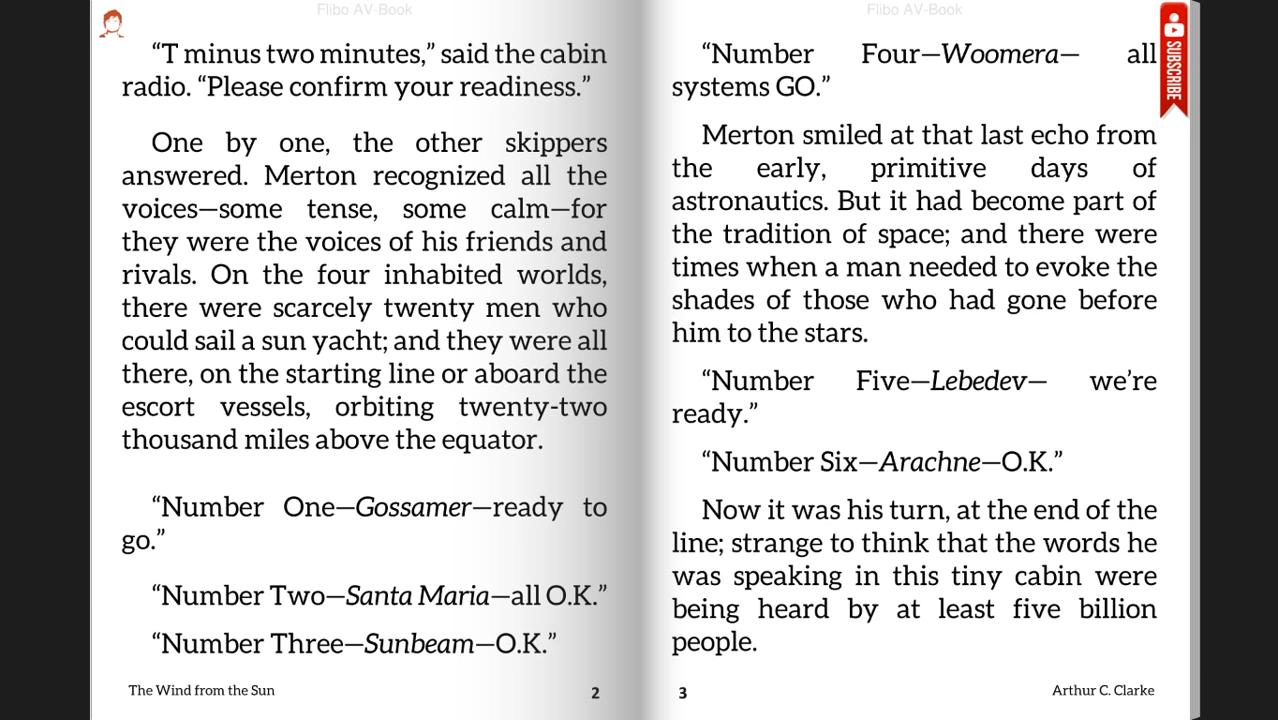 Flibo AV-Book
“T minus two minutes,” said the cabin
radio. “Please confirm your readiness.”
One by one, the other skippers
answered. Merton recognized all the
voices—some tense, some calm—for
they were the voices of his friends and
rivals. On the four inhabited worlds,
there were scarcely twenty men who
could sail a sun yacht; and they were all
there, on the starting line or aboard the
escort vessels, orbiting twenty-two
thousand miles above the equator.
“Number One—Gossamer—ready to
go.”
“Number Two—Santa Maria—all O.K.”
“Number Three—Sunbeam—O.K.”
The Wind from the Sun
2
Flibo AV-Book
SUBSCRIBE
“Number Four—Woomera— all
systems GO.”
Merton smiled at that last echo from
the early, primitive days of
astronautics. But it had become part of
the tradition of space; and there were
times when a man needed to evoke the
shades of those who had gone before
him to the stars.
“Number Five—Lebedev— we’re
ready.”
“Number Six—Arachne—O.K.”
Now it was his turn, at the end of the
line; strange to think that the words he
was speaking in this tiny cabin were
being heard by at least five billion
people.
3
Arthur C. Clarke